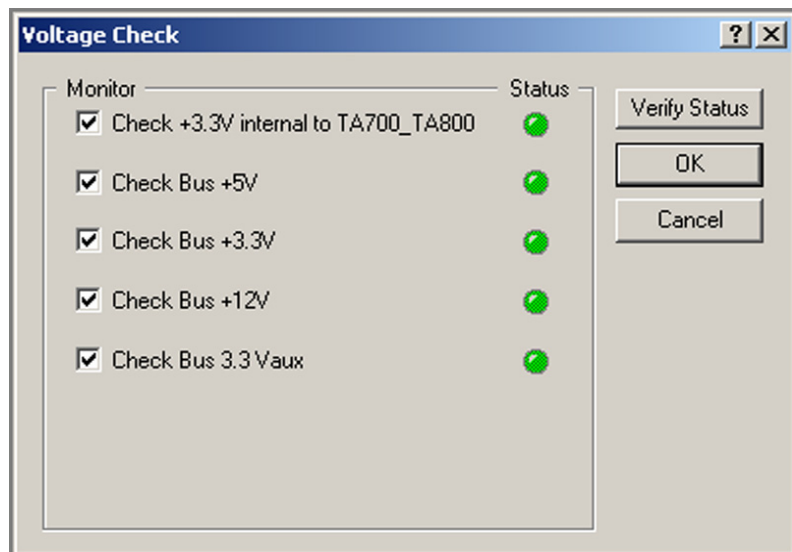 Voltage Check
Monitor Status
Check +3.3V internal to TA700_TA800
Check Bus +5V
Check Bus +3.3V
Check Bus +12V
Check Bus 3.3 Vaux
Verify Status
OK
Cancel